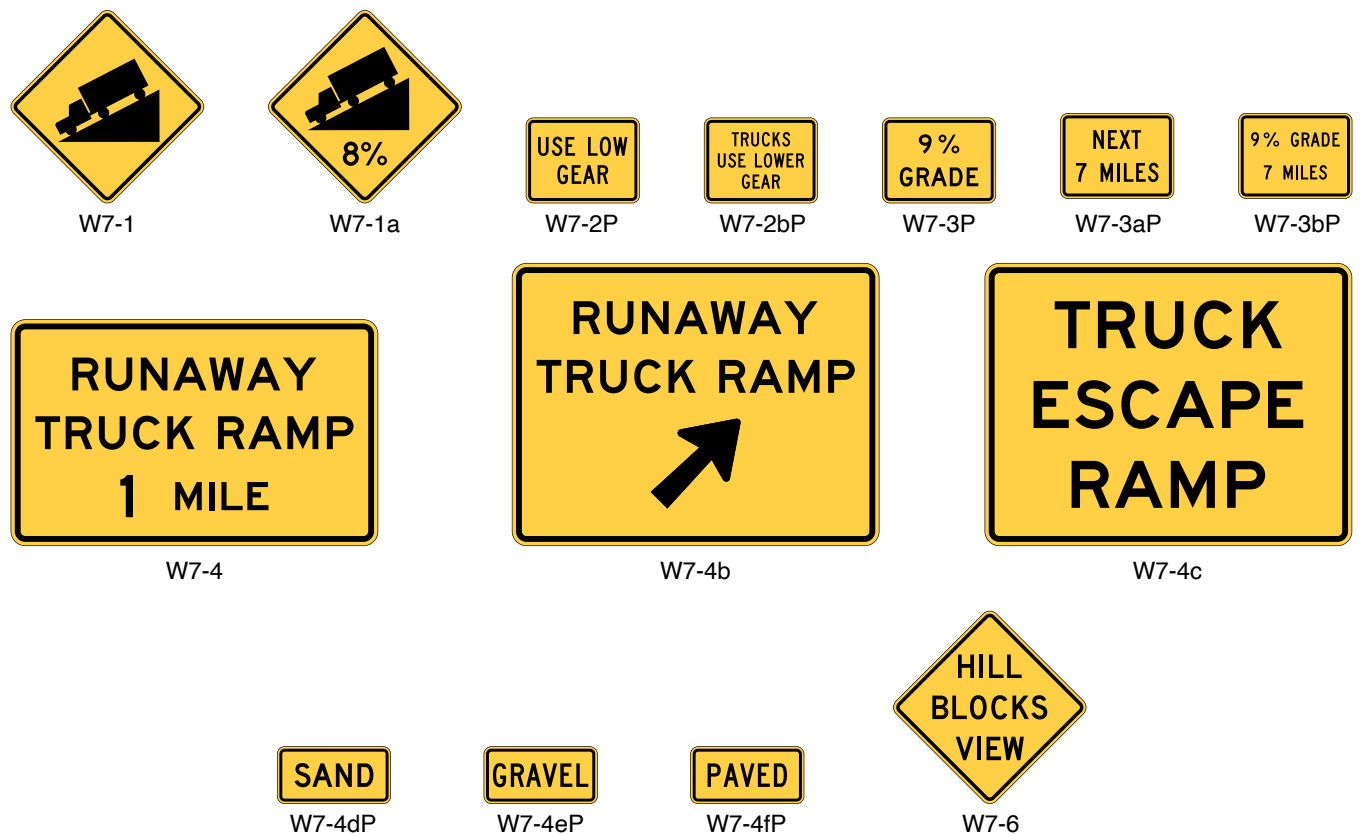 8%
W7-1
W7-1a
USE LOW
GEAR
W7-2P
TRUCKS
USE LOWER
GEAR
W7-2bP
9%
GRADE
W7-3P
NEXT
7 MILES
W7-3aP
9% GRADE
7 MILES
W7-3bP
RUNAWAY
TRUCK RAMP
1 MILE
W7-4
RUNAWAY
TRUCK RAMP
W7-4b
TRUCK
ESCAPE
RAMP
W7-4c
SAND
W7-4dP
GRAVEL
W7-4eP
PAVED
W7-4fP
HILL
BLOCKS
VIEW
W7-6